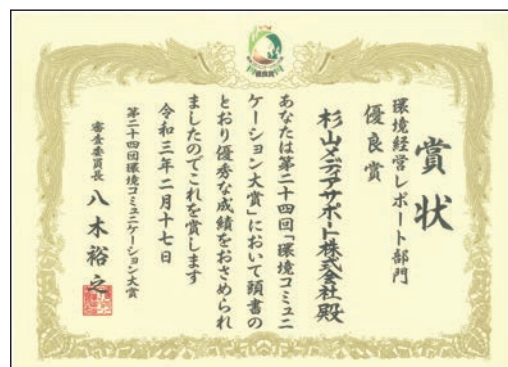 賞状
環境経営レポート部門
優良賞
杉山メディアサポート株式会社殿
あなたは第二十四回「環境コミュニ
ケーション大賞」において頭書の
とおり優秀な成績をおさめられ
ましたのでこれを賞します
令和三年二月十七日
第二十四回環境コミュニケーション大賞
審査委員長 八木裕之